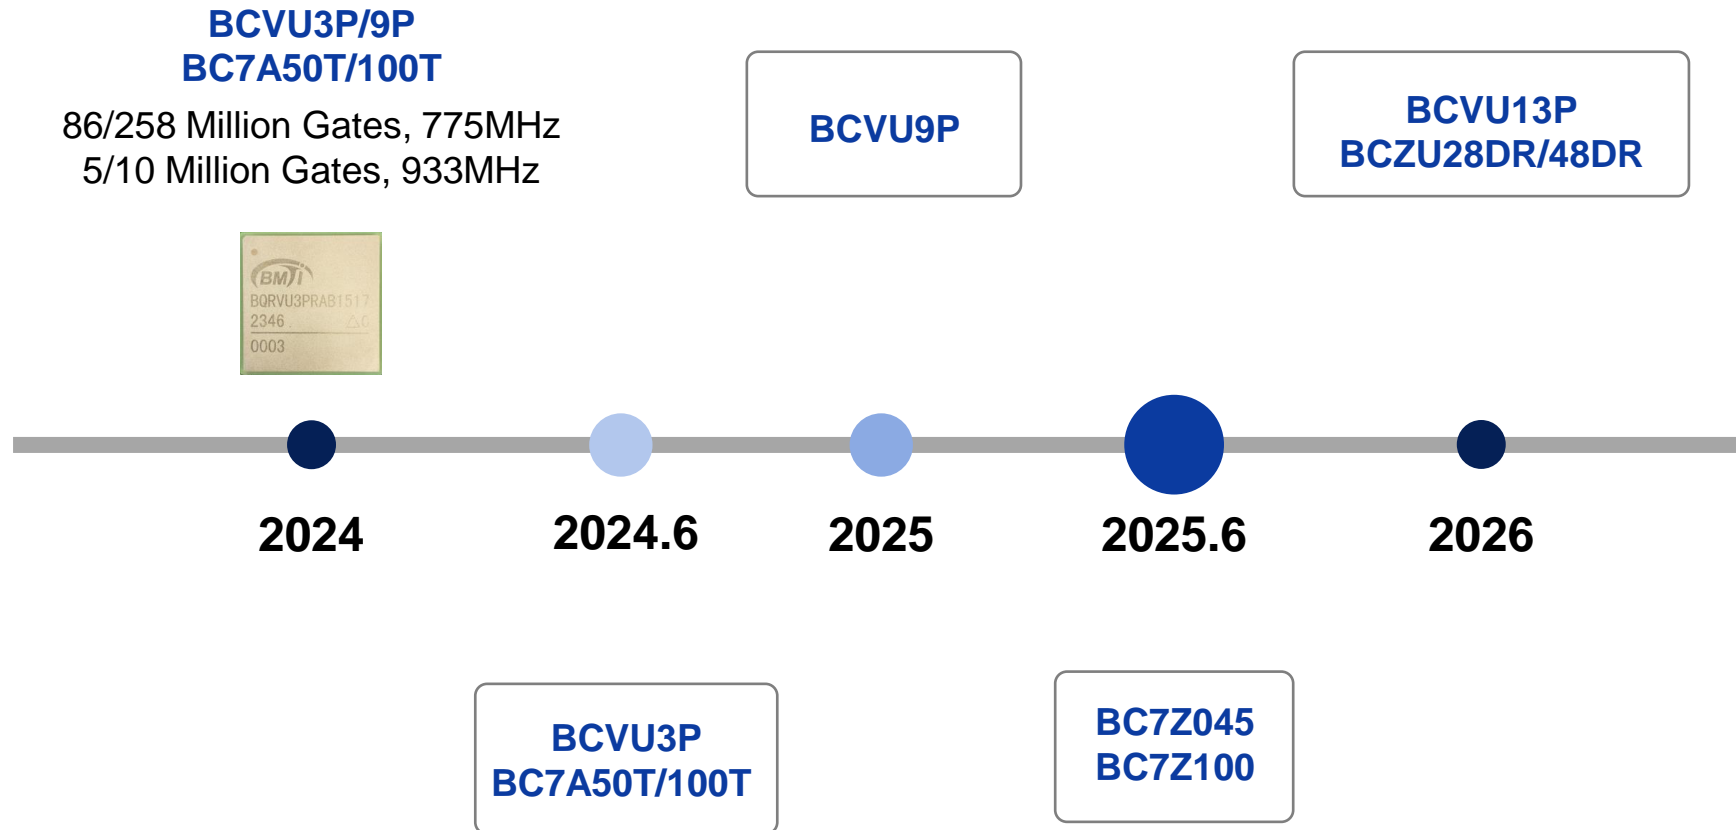 BCVU3P/9P
BC7A50T/100T
86/258 Million Gates, 775MHz
5/10 Million Gates, 933MHz
BMTI
BQRVU3PRAB1517
2346 △C
0003
BCVU9P
BCVU13P
BCZU28DR/48DR
2024
2024.6
2025
2025.6
2026
BCVU3P
BC7A50T/100T
BC7Z045
BC7Z100